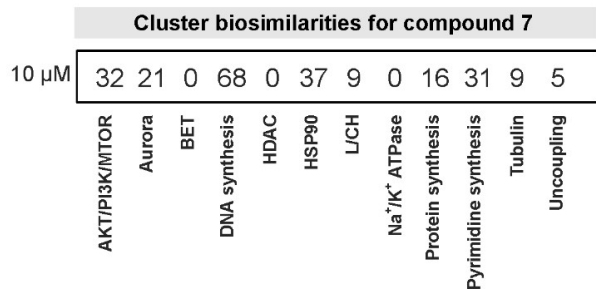 Cluster biosimilarities for compound 7
10 µM 32 21 0 68 0 37 9 0 16 31 9 5
AKT/PI3K/MTOR
Aurora
BET
DNA synthesis
HDAC
HSP90
L/CH
Na⁺/K⁺ ATPase
Protein synthesis
Pyrimidine synthesis
Tubulin
Uncoupling